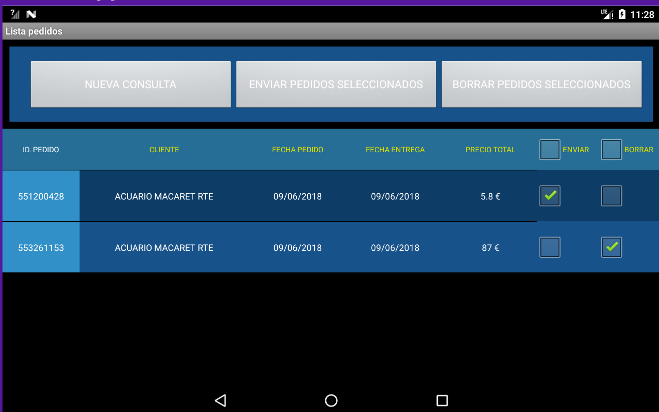 11:28
Lista pedidos
NUEVA CONSULTA ENVIAR PEDIDOS SELECCIONADOS BORRAR PEDIDOS SELECCIONADOS
ID. PEDIDO CLIENTE FECHA PEDIDO FECHA ENTREGA PRECIO TOTAL ENVIAR BORRAR
551200428 ACUARIO MACARET RTE 09/06/2018 09/06/2018 5.8 €
553261153 ACUARIO MACARET RTE 09/06/2018 09/06/2018 87 €